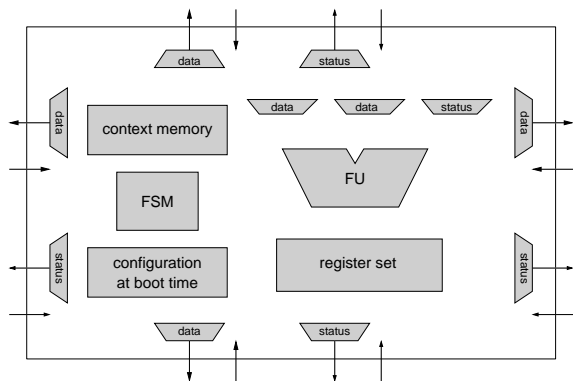 data
status
data
data
status
data
data
context memory
FU
FSM
configuration
at boot time
register set
status
status
data
status